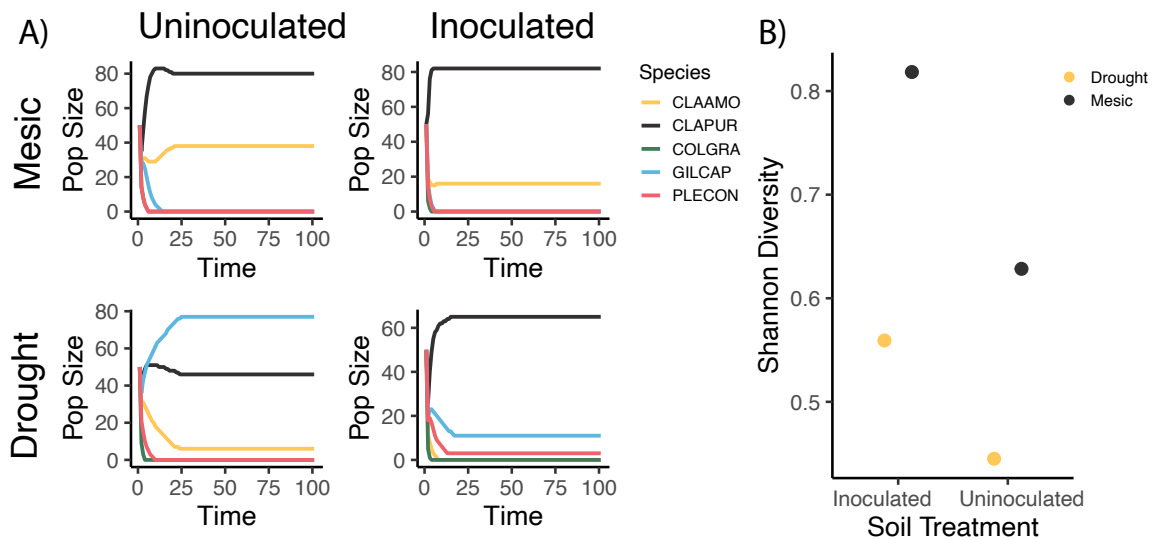 A)
Uninoculated
Inoculated
Mesic
Pop Size
80
60
40
20
0
0 25 50 75 100
Time
Pop Size
80
60
40
20
0
0 25 50 75 100
Time
Species
CLAAMO
CLAPUR
COLGRA
GILCAP
PLECON
Drought
Pop Size
80
60
40
20
0
0 25 50 75 100
Time
Pop Size
60
40
20
0
0 25 50 75 100
Time
B)
Shannon Diversity
0.8
0.7
0.6
0.5
Inoculated Uninoculated
Soil Treatment
Drought
Mesic